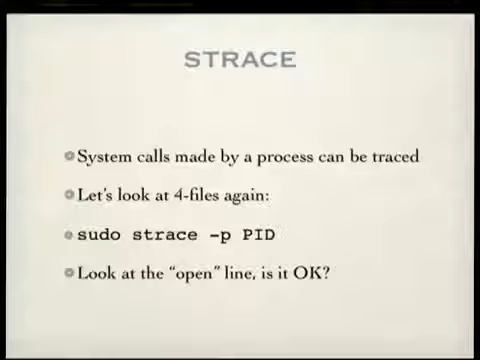 STRACE
System calls made by a process can be traced
Let's look at 4-files again:
sudo strace -p PID
Look at the “open” line, is it OK?